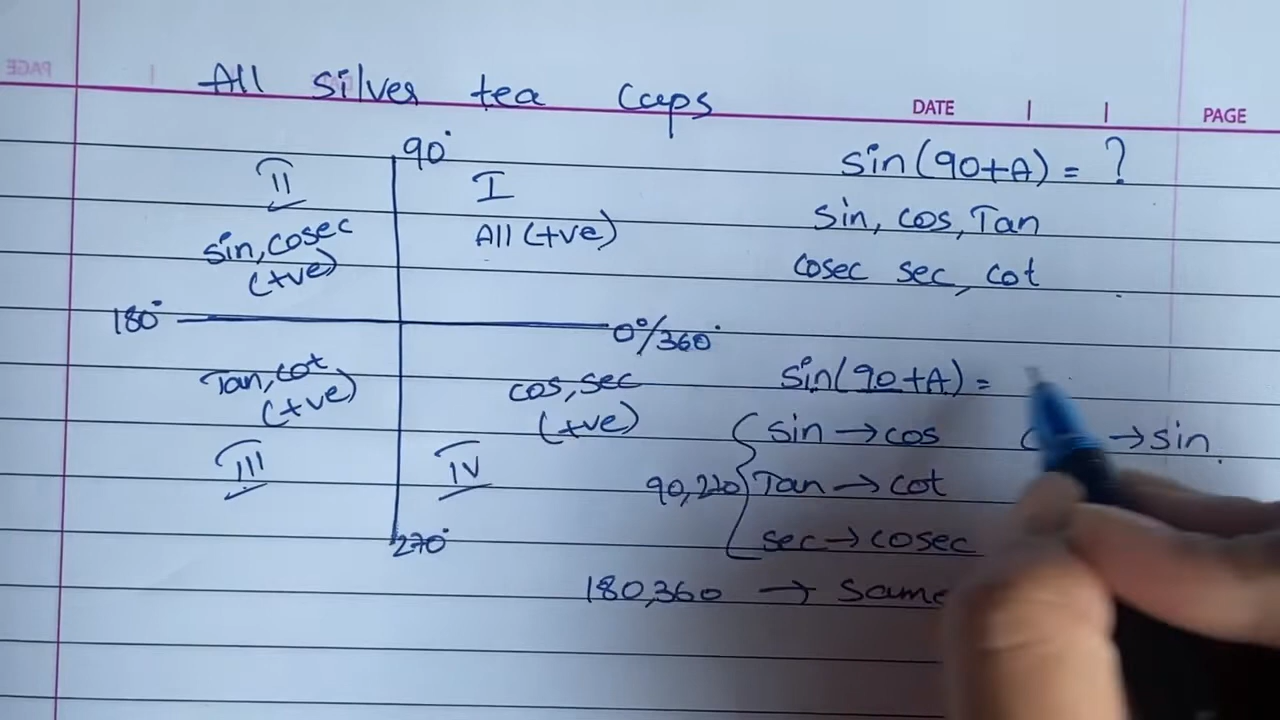 PAGE
All silver tea Cups
DATE
PAGE
90°
II
I
sin, cosec
(+ve)
All (+ve)
180°
0°/360°
Tan, cot
(+ve)
cos, sec
(+ve)
III
IV
270°
sin(90+A) = ?
sin, cos, Tan
cosec sec, cot
sin(90+A) =
sin → cos
→ sin
90, 270
Tan → cot
sec → cosec
180, 360 → same